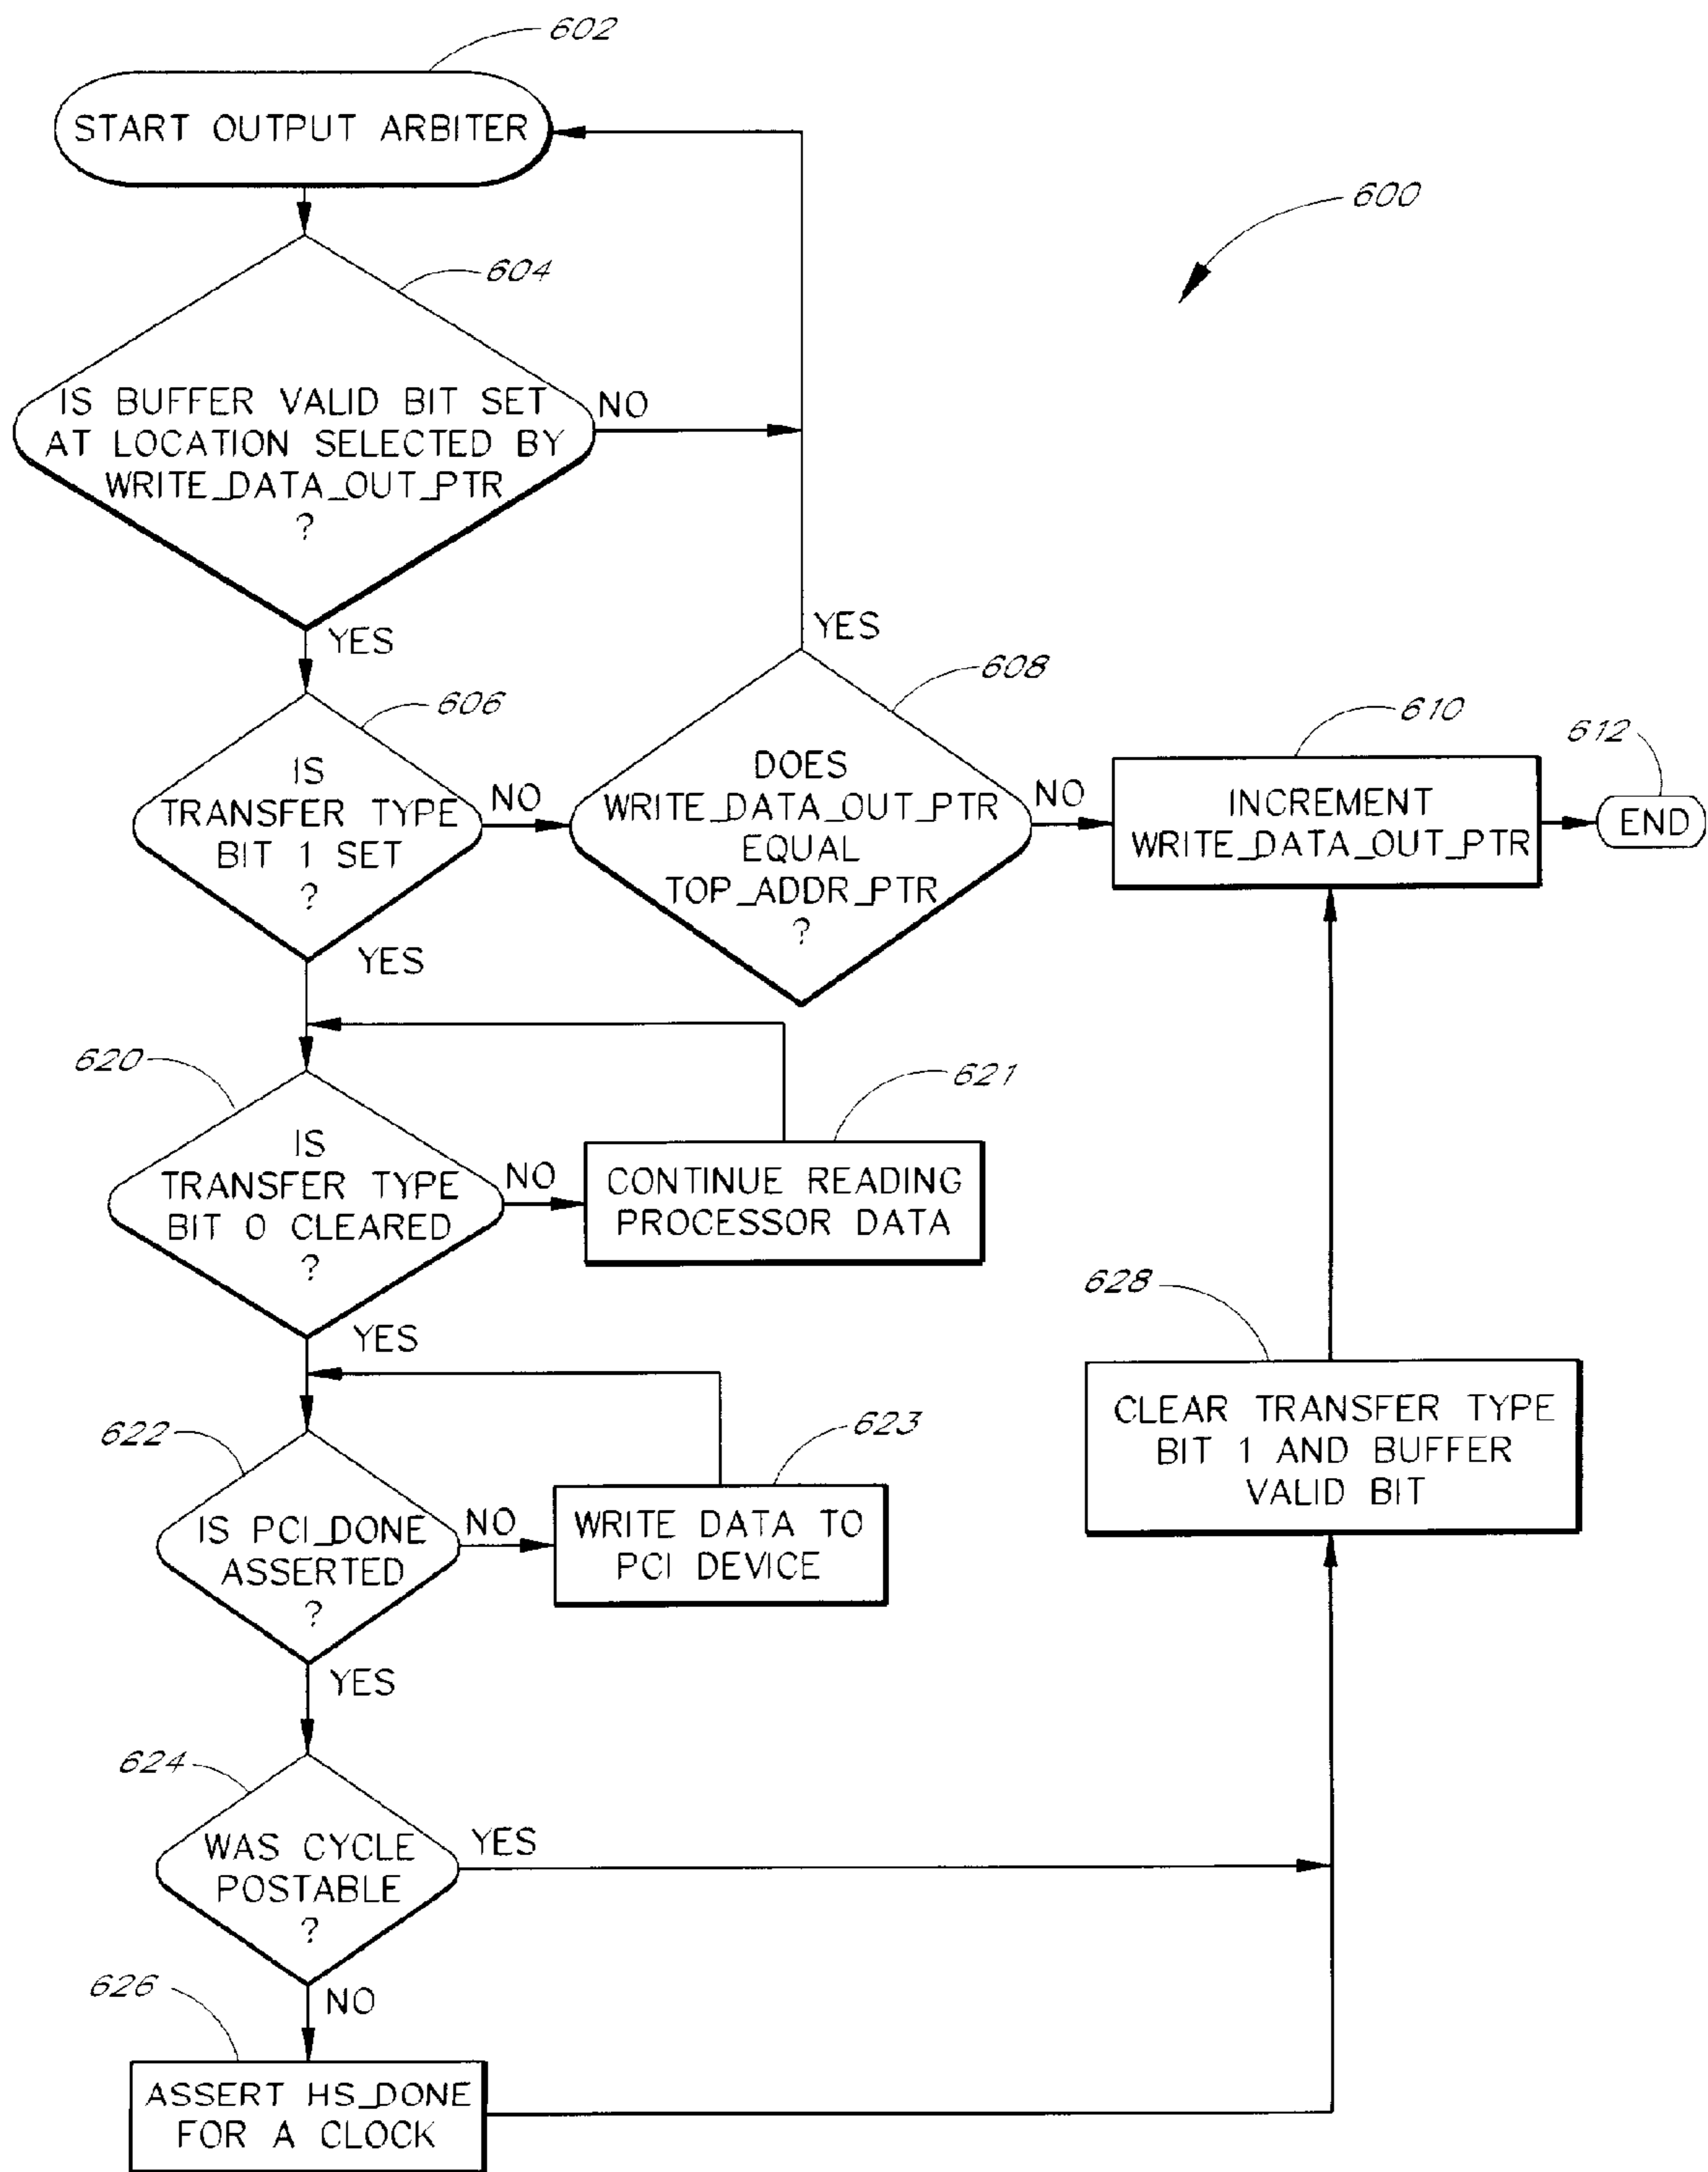 602
START OUTPUT ARBITER
600
604
IS BUFFER VALID BIT SET
AT LOCATION SELECTED BY
WRITE_DATA_OUT_PTR
?
NO
YES
YES
606
IS
TRANSFER TYPE
BIT 1 SET
?
NO
YES
608
DOES
WRITE_DATA_OUT_PTR
EQUAL
TOP_ADDR_PTR
?
NO
610
INCREMENT
WRITE_DATA_OUT_PTR
612
END
620
IS
TRANSFER TYPE
BIT 0 CLEARED
?
NO
YES
621
CONTINUE READING
PROCESSOR DATA
622
IS PCI_DONE
ASSERTED
?
NO
YES
623
WRITE DATA TO
PCI DEVICE
628
CLEAR TRANSFER TYPE
BIT 1 AND BUFFER
VALID BIT
624
WAS CYCLE
POSTABLE
?
YES
NO
626
ASSERT HS_DONE
FOR A CLOCK